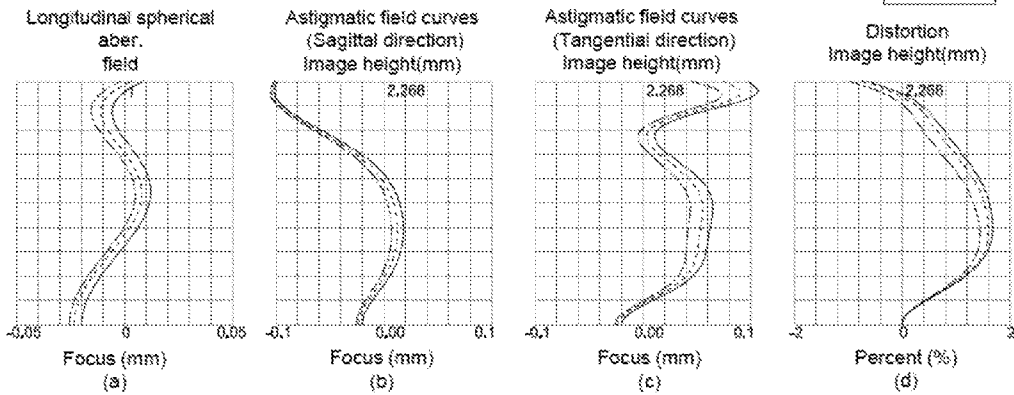 Longitudinal spherical
aber.
field
-0.05 0 0.05
Focus (mm)
(a)
Astigmatic field curves
(Sagittal direction)
Image height(mm)
2.268
-0.1 0.00 0.1
Focus (mm)
(b)
Astigmatic field curves
(Tangential direction)
Image height(mm)
2.268
-0.1 0.00 0.1
Focus (mm)
(c)
Distortion
Image height(mm)
2.268
-2 0 2
Percent (%)
(d)